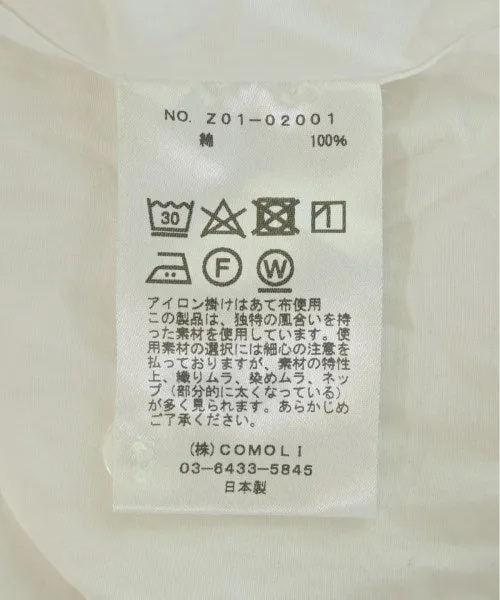 NO. Z01-02001
綿 100%
30
F W
アイロン掛けはあて布使用
この製品は、独特の風合いを持
った素材を使用しています。使
用素材の選択には細心の注意を
払っておりますが、素材の特性
上、織りムラ、染めムラ、ネッ
プ（部分的に太くなっている）
が多く見られます。あらかじめ
ご了承ください。
(株)COMOLI
03-6433-5845
日本製